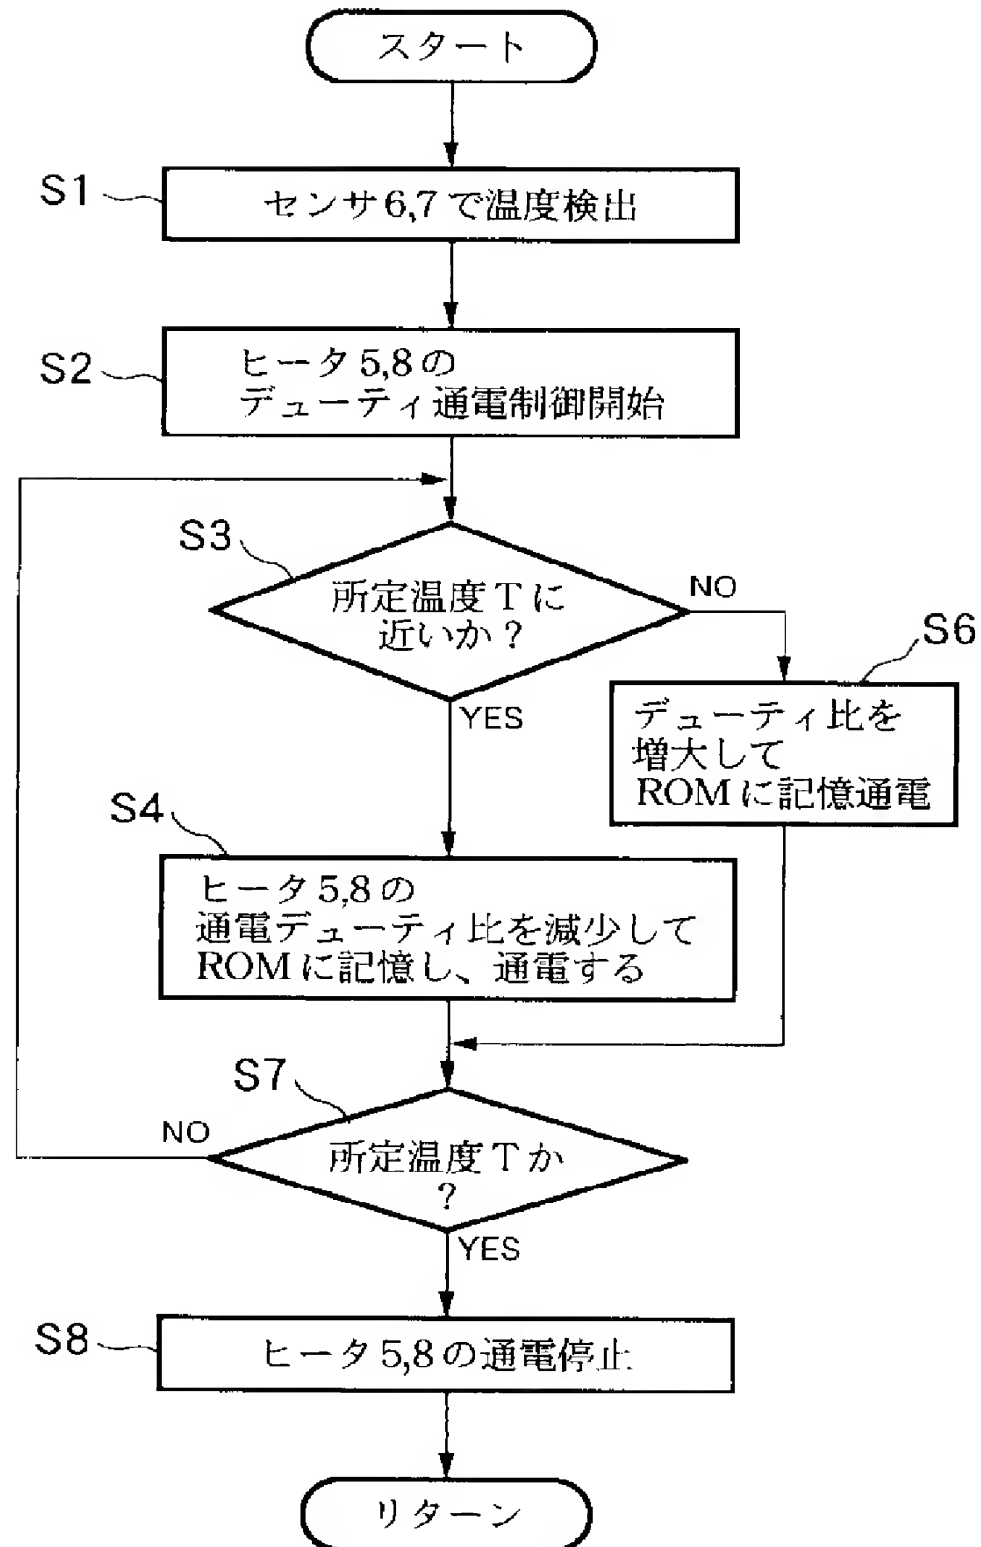 スタート
S1
センサ6,7で温度検出
S2
ヒータ5,8の
デューティ通電制御開始
S3
所定温度Tに
近いか?
NO
YES
S6
デューティ比を
増大して
ROMに記憶通電
S4
ヒータ5,8の
通電デューティ比を減少して
ROMに記憶し、通電する
S7
NO
所定温度Tか
?
YES
S8
ヒータ5,8の通電停止
リターン